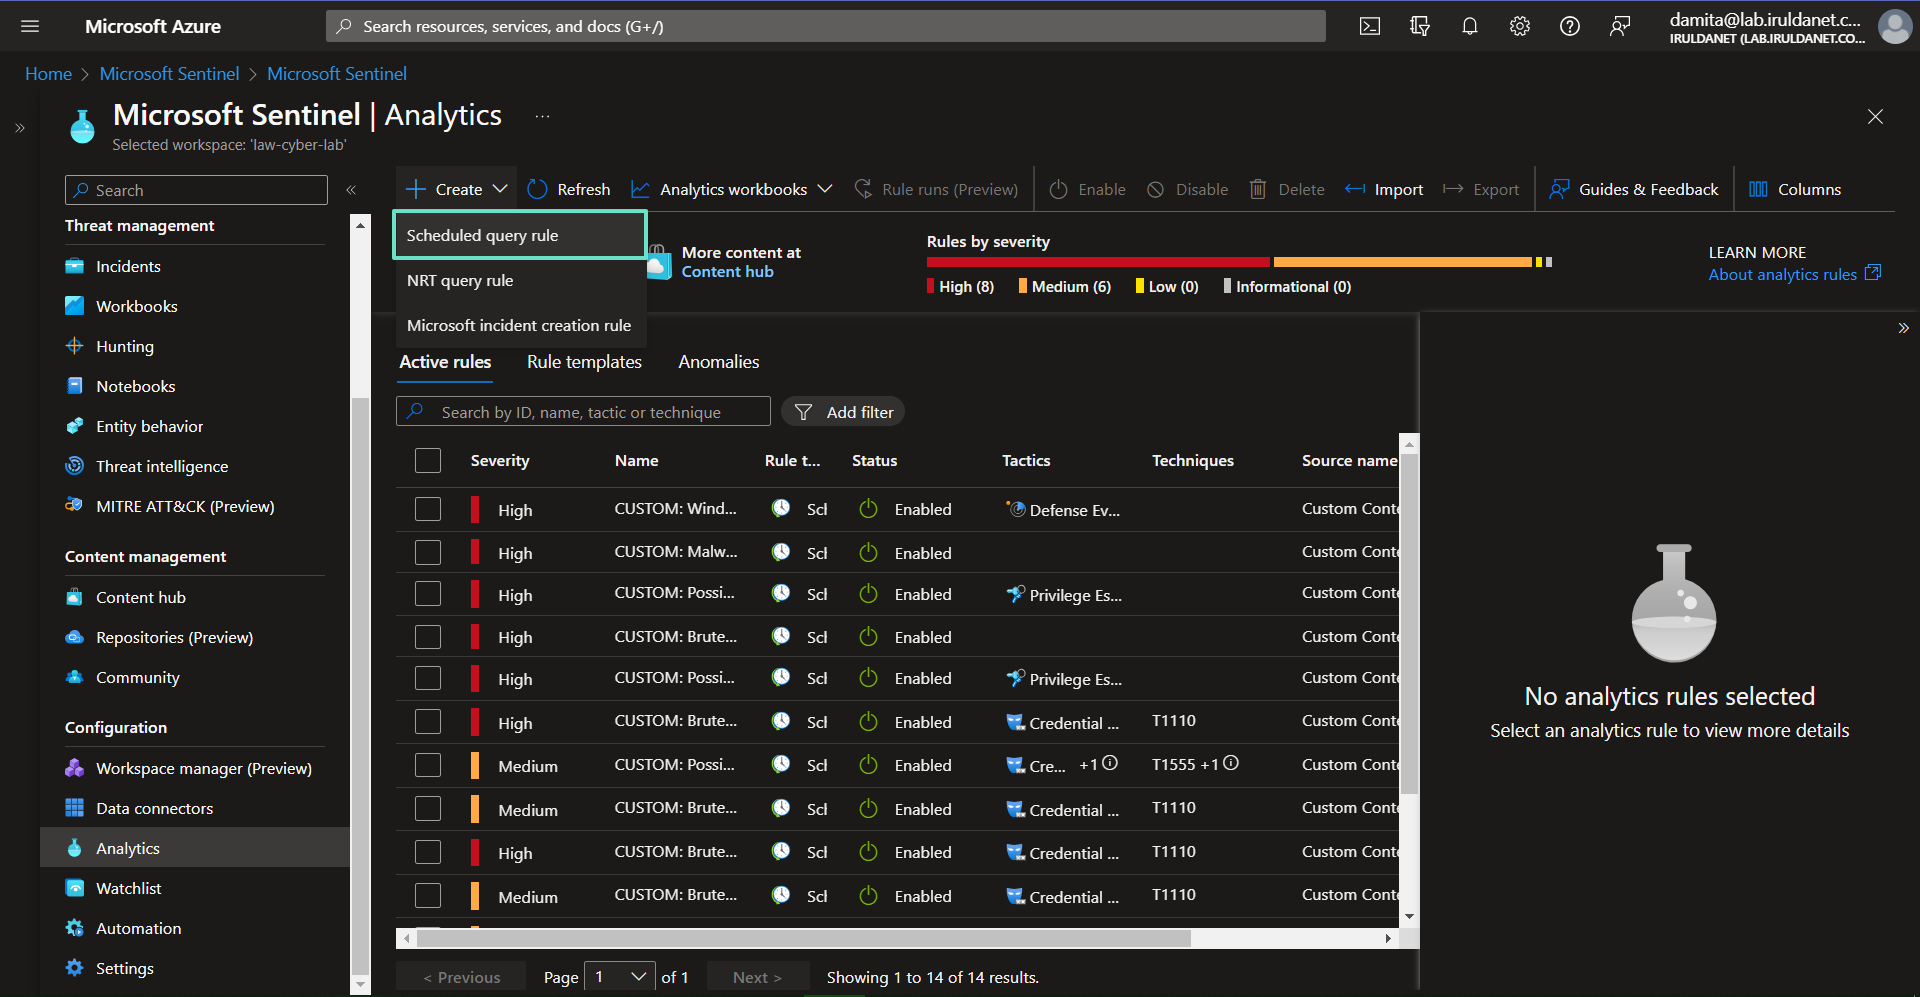 Microsoft Azure
Search resources, services, and docs (G+/)
damita@lab.iruldanet.c...
IRULDANET (LAB.IRULDANET.CO...
Home > Microsoft Sentinel > Microsoft Sentinel
Microsoft Sentinel | Analytics ...
Selected workspace: 'law-cyber-lab'
Search
Threat management
Incidents
Workbooks
Hunting
Notebooks
Entity behavior
Threat intelligence
MITRE ATT&CK (Preview)
Content management
Content hub
Repositories (Preview)
Community
Configuration
Workspace manager (Preview)
Data connectors
Analytics
Watchlist
Automation
Settings
Create Refresh Analytics workbooks Rule runs (Preview) Enable Disable Delete Import Export Guides & Feedback Columns
Scheduled query rule
NRT query rule
Microsoft incident creation rule
More content at
Content hub
Rules by severity
High (8) Medium (6) Low (0) Informational (0)
LEARN MORE
About analytics rules
Active rules Rule templates Anomalies
Search by ID, name, tactic or technique Add filter
Severity Name Rule t... Status Tactics Techniques Source name
High CUSTOM: Wind... Scl Enabled Defense Ev... Custom Conte
High CUSTOM: Malw... Scl Enabled Custom Conte
High CUSTOM: Possi... Scl Enabled Privilege Es... Custom Conte
High CUSTOM: Brute... Scl Enabled Custom Conte
High CUSTOM: Possi... Scl Enabled Privilege Es... Custom Conte
High CUSTOM: Brute... Scl Enabled Credential ... T1110 Custom Conte
Medium CUSTOM: Possi... Scl Enabled Cre... +1 T1555 +1 Custom Conte
Medium CUSTOM: Brute... Scl Enabled Credential ... T1110 Custom Conte
High CUSTOM: Brute... Scl Enabled Credential ... T1110 Custom Conte
Medium CUSTOM: Brute... Scl Enabled Credential ... T1110 Custom Conte
< Previous Page 1 of 1 Next > Showing 1 to 14 of 14 results.
No analytics rules selected
Select an analytics rule to view more details